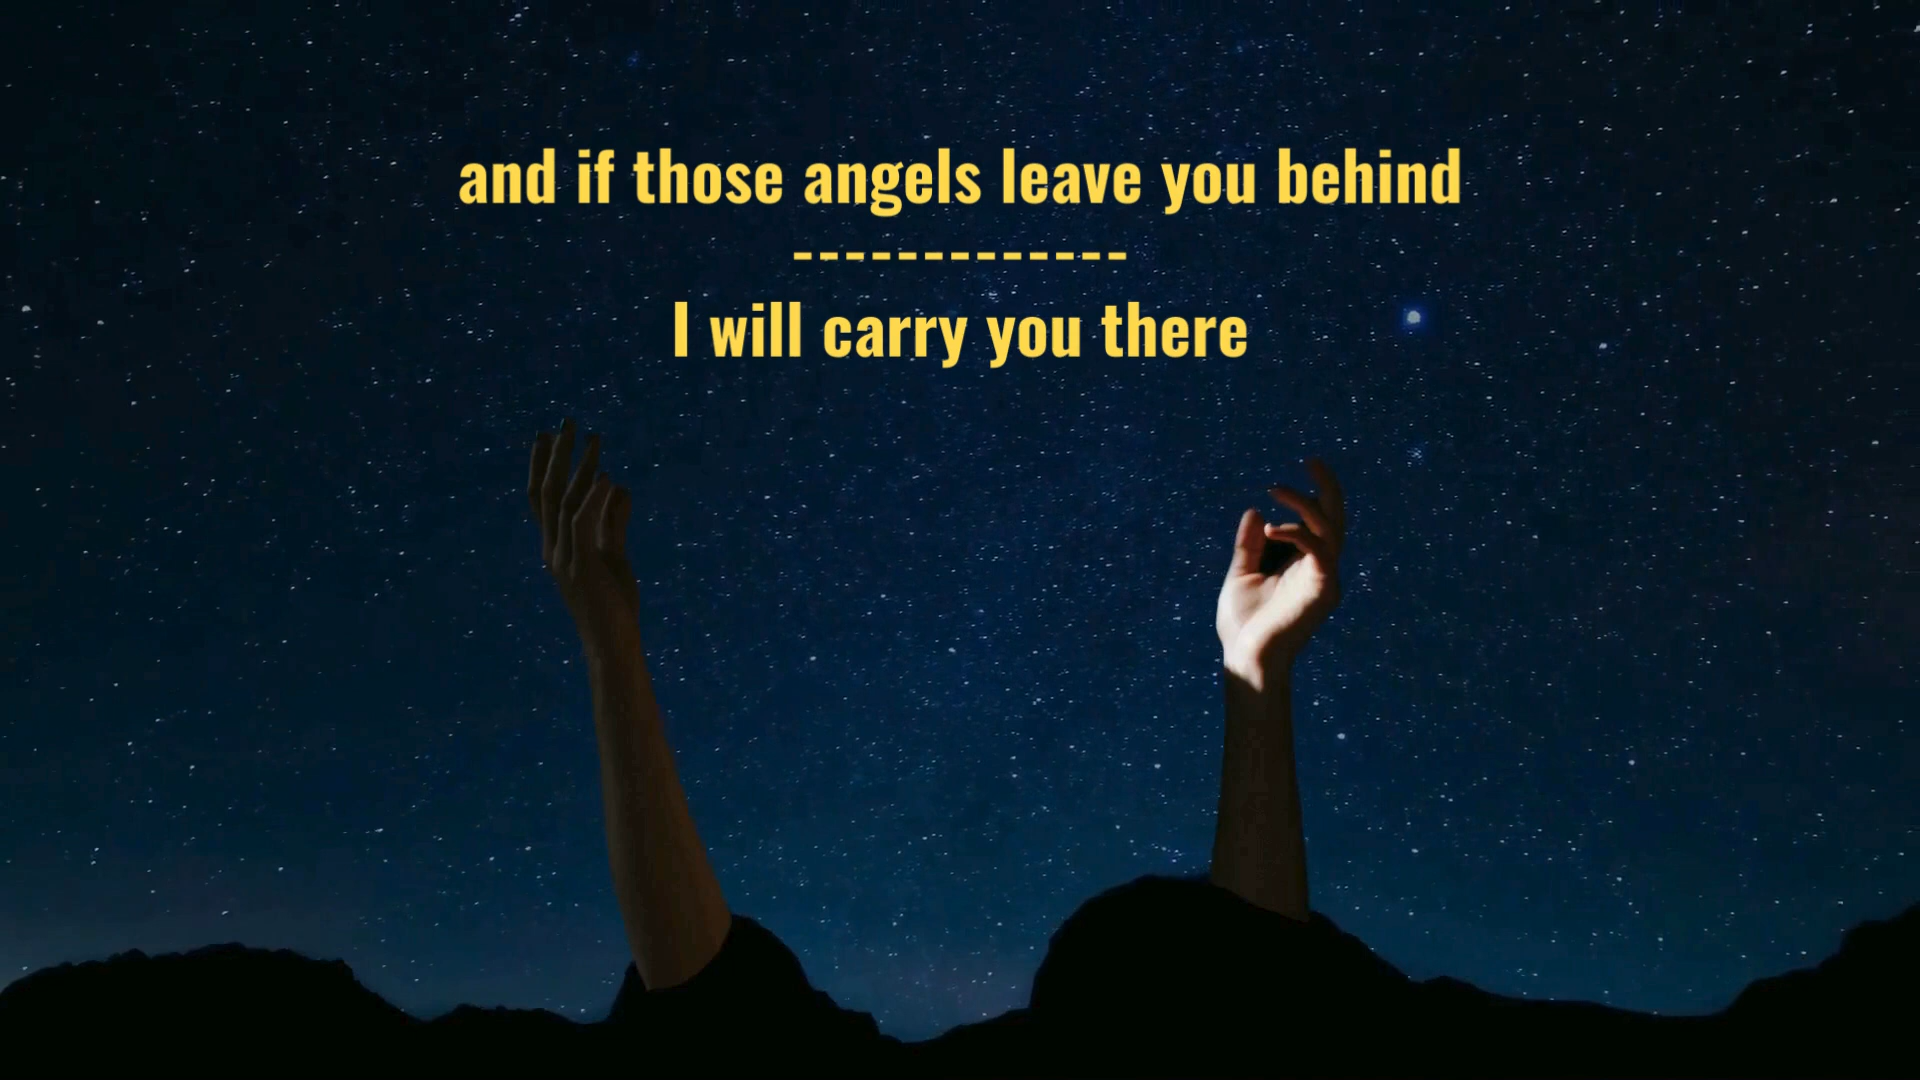 and if those angels leave you behind
-------------
I will carry you there